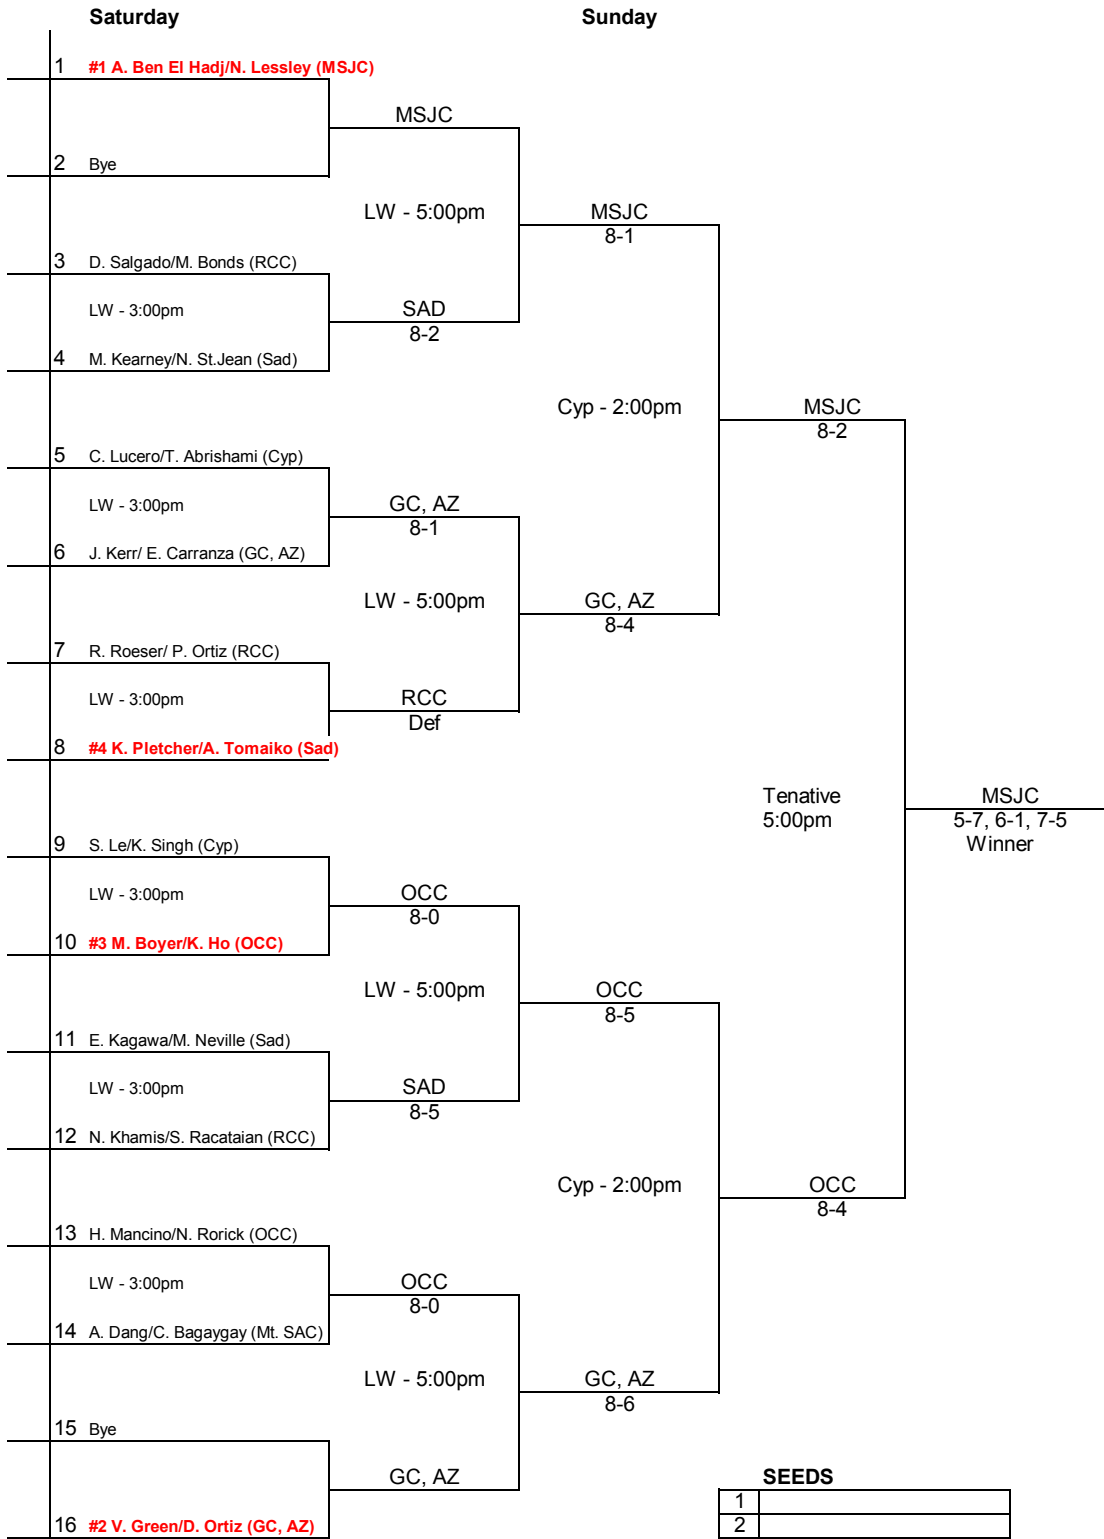 Saturday Sunday
1 #1 A. Ben El Hadj/N. Lessley (MSJC)
MSJC
2 Bye
LW - 5:00pm MSJC
8-1
3 D. Salgado/M. Bonds (RCC)
LW - 3:00pm SAD
8-2
4 M. Kearney/N. St.Jean (Sad)
Cyp - 2:00pm MSJC
8-2
5 C. Lucero/T. Abrishami (Cyp)
LW - 3:00pm GC, AZ
8-1
6 J. Kerr/ E. Carranza (GC, AZ)
LW - 5:00pm GC, AZ
8-4
7 R. Roeser/ P. Ortiz (RCC)
LW - 3:00pm RCC
Def
8 #4 K. Pletcher/A. Tomaiko (Sad)
Tenative MSJC
5:00pm 5-7, 6-1, 7-5
Winner
9 S. Le/K. Singh (Cyp)
LW - 3:00pm OCC
8-0
10 #3 M. Boyer/K. Ho (OCC)
LW - 5:00pm OCC
8-5
11 E. Kagawa/M. Neville (Sad)
LW - 3:00pm SAD
8-5
12 N. Khamis/S. Racataian (RCC)
Cyp - 2:00pm OCC
8-4
13 H. Mancino/N. Rorick (OCC)
LW - 3:00pm OCC
8-0
14 A. Dang/C. Bagaygay (Mt. SAC)
LW - 5:00pm GC, AZ
8-6
15 Bye
GC, AZ SEEDS
1
2
16 #2 V. Green/D. Ortiz (GC, AZ)